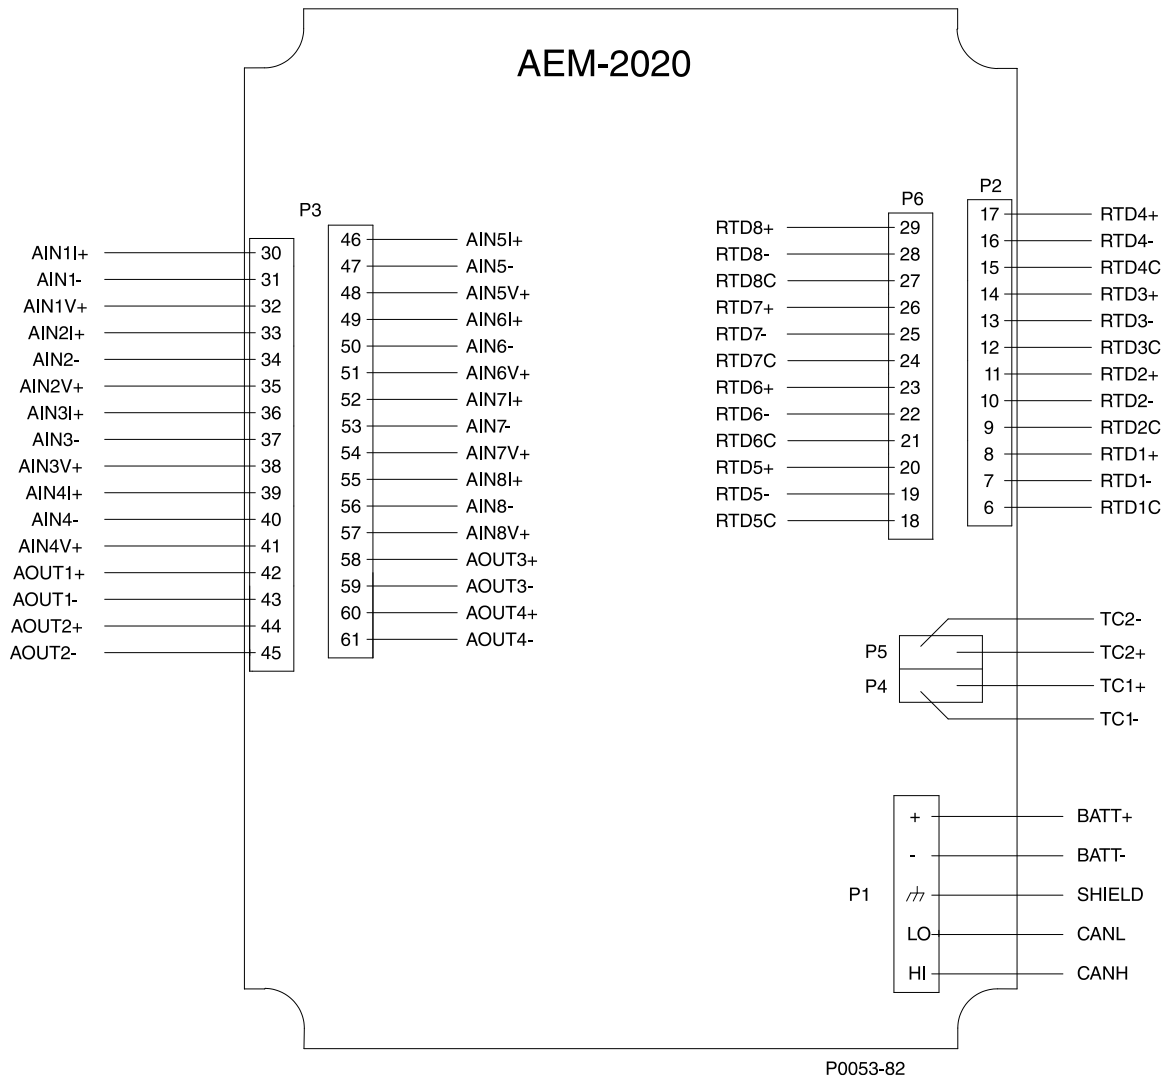 AEM-2020
P3
AIN1I+ 30
AIN1- 31
AIN1V+ 32
AIN2I+ 33
AIN2- 34
AIN2V+ 35
AIN3I+ 36
AIN3- 37
AIN3V+ 38
AIN4I+ 39
AIN4- 40
AIN4V+ 41
AOUT1+ 42
AOUT1- 43
AOUT2+ 44
AOUT2- 45
46 AIN5I+
47 AIN5-
48 AIN5V+
49 AIN6I+
50 AIN6-
51 AIN6V+
52 AIN7I+
53 AIN7-
54 AIN7V+
55 AIN8I+
56 AIN8-
57 AIN8V+
58 AOUT3+
59 AOUT3-
60 AOUT4+
61 AOUT4-
P6
RTD8+ 29
RTD8- 28
RTD8C 27
RTD7+ 26
RTD7- 25
RTD7C 24
RTD6+ 23
RTD6- 22
RTD6C 21
RTD5+ 20
RTD5- 19
RTD5C 18
P2
17 RTD4+
16 RTD4-
15 RTD4C
14 RTD3+
13 RTD3-
12 RTD3C
11 RTD2+
10 RTD2-
9 RTD2C
8 RTD1+
7 RTD1-
6 RTD1C
TC2-
P5 TC2+
P4 TC1+
TC1-
+ BATT+
- BATT-
P1 SHIELD
LO CANL
HI CANH
P0053-82